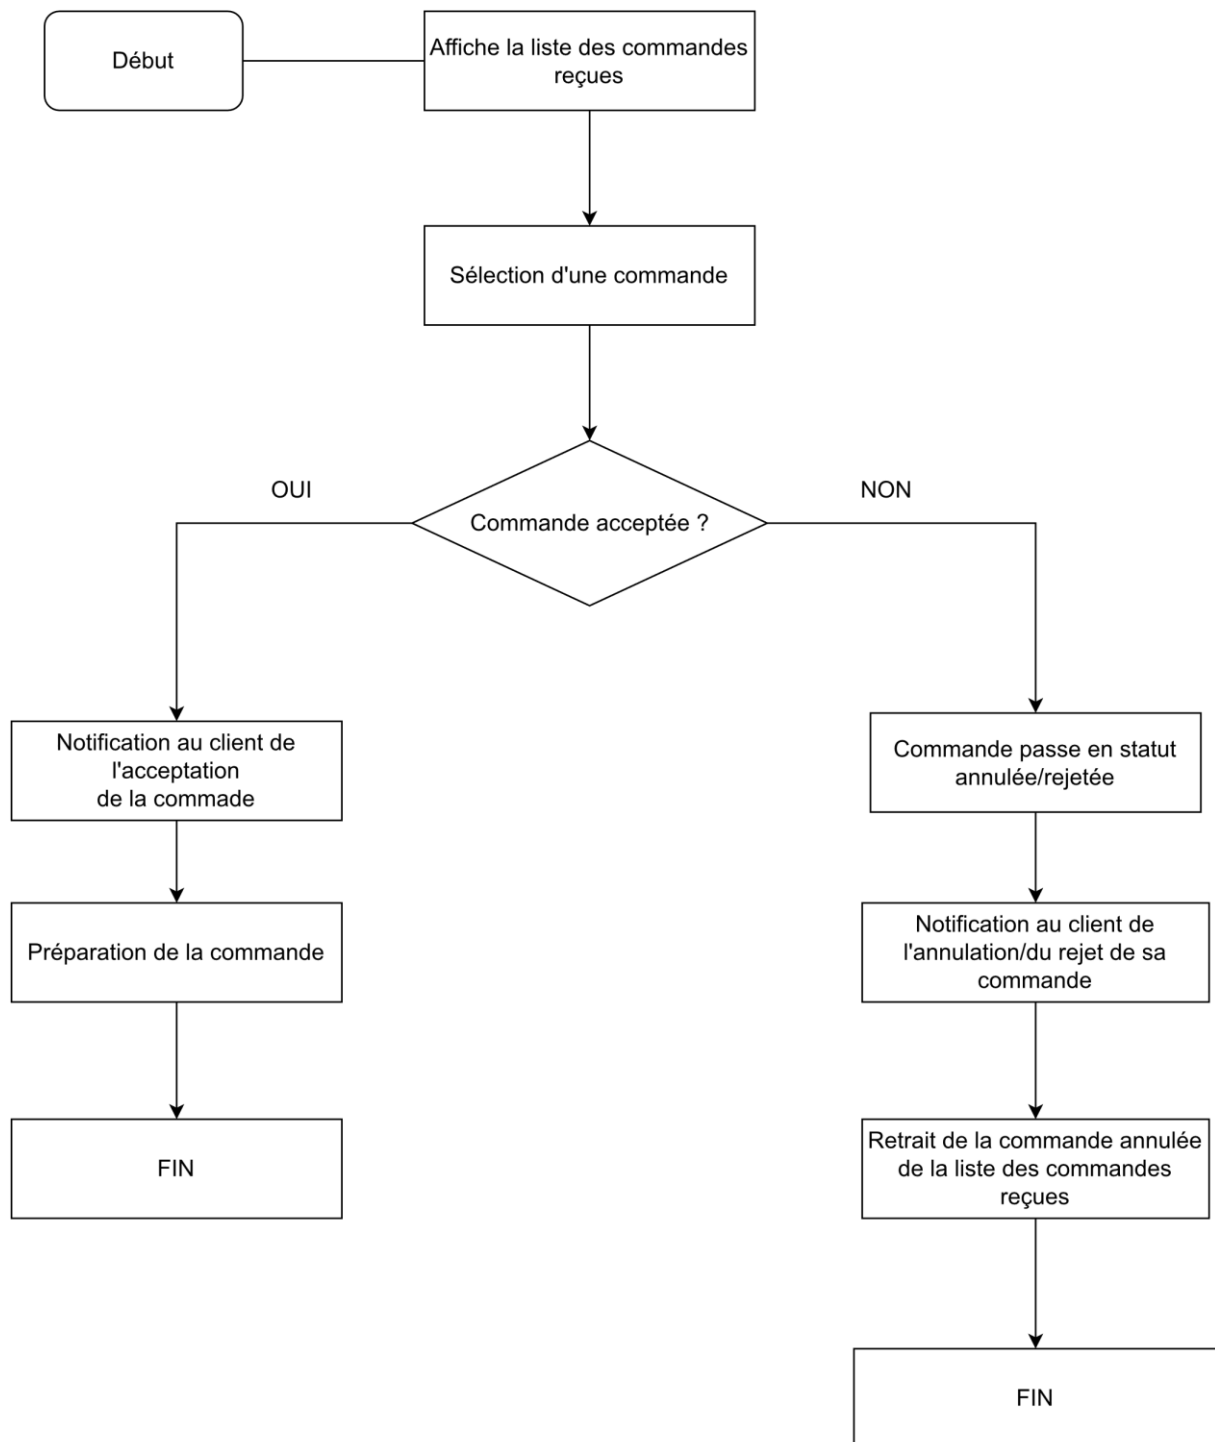 Début
Affiche la liste des commandes
reçues
Sélection d'une commande
OUI
NON
Commande acceptée ?
Notification au client de
l'acceptation
de la commade
Commande passe en statut
annulée/rejetée
Préparation de la commande
Notification au client de
l'annulation/du rejet de sa
commande
FIN
Retrait de la commande annulée
de la liste des commandes
reçues
FIN